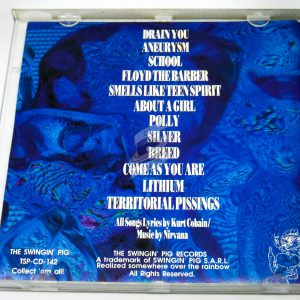 DRAIN YOU
ANEURYSM
SCHOOL
FLOYD THE BARBER
SMELLS LIKE TEEN SPIRIT
ABOUT A GIRL
POLLY
SILVER
BREED
COME AS YOU ARE
LITHIUM
TERRITORIAL PISSINGS
All Songs Lyrics by Kurt Cobain/
Music by Nirvana
THE SWINGIN' PIG
TSP-CD-142
Collect 'em all!
THE SWINGIN' PIG RECORDS
A trademark of SWINGIN' PIG S.A.R.L.
Realized somewhere over the rainbow
All Rights Reserved.